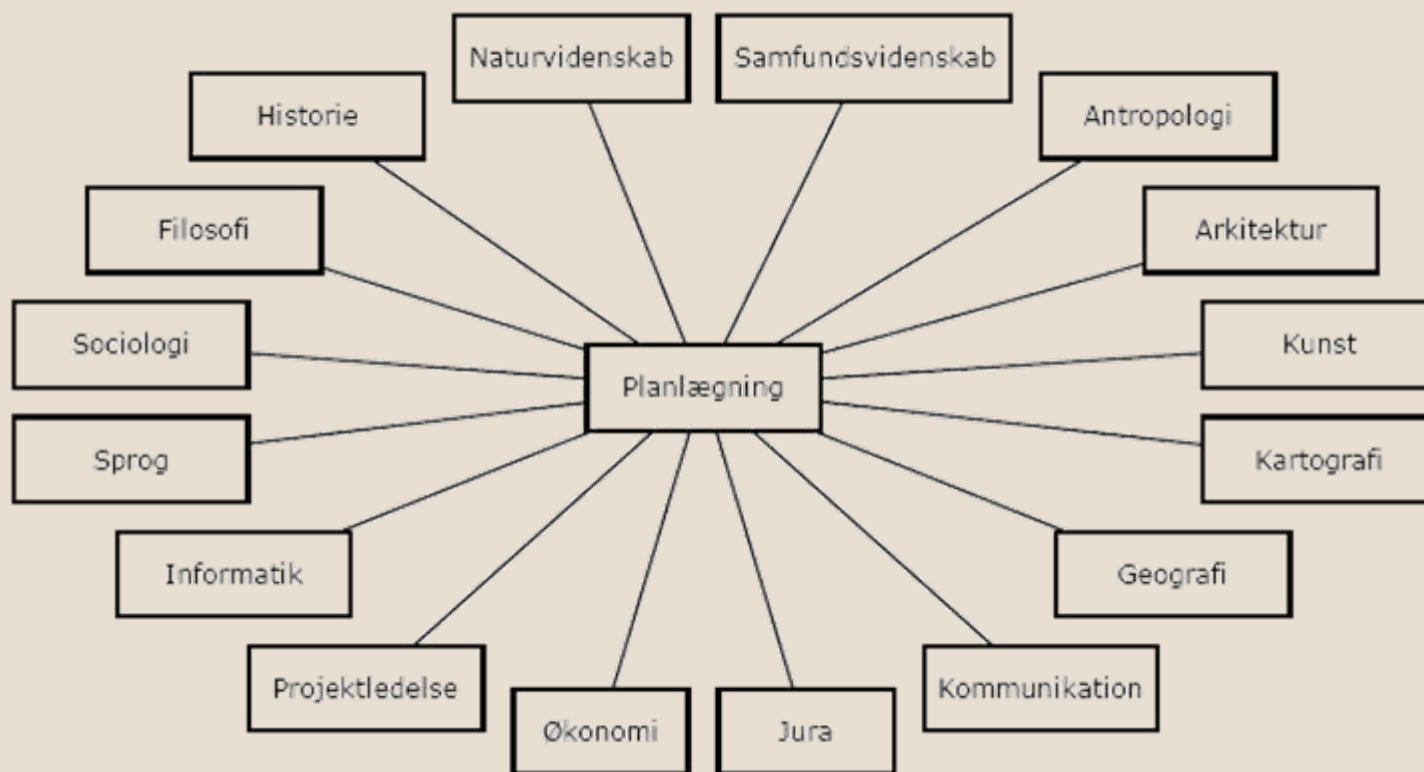 Naturvidenskab
Samfundsvidenskab
Historie
Antropologi
Filosofi
Arkitektur
Sociologi
Kunst
Planlægning
Sprog
Kartografi
Informatik
Geografi
Projektledelse
Kommunikation
Økonomi
Jura